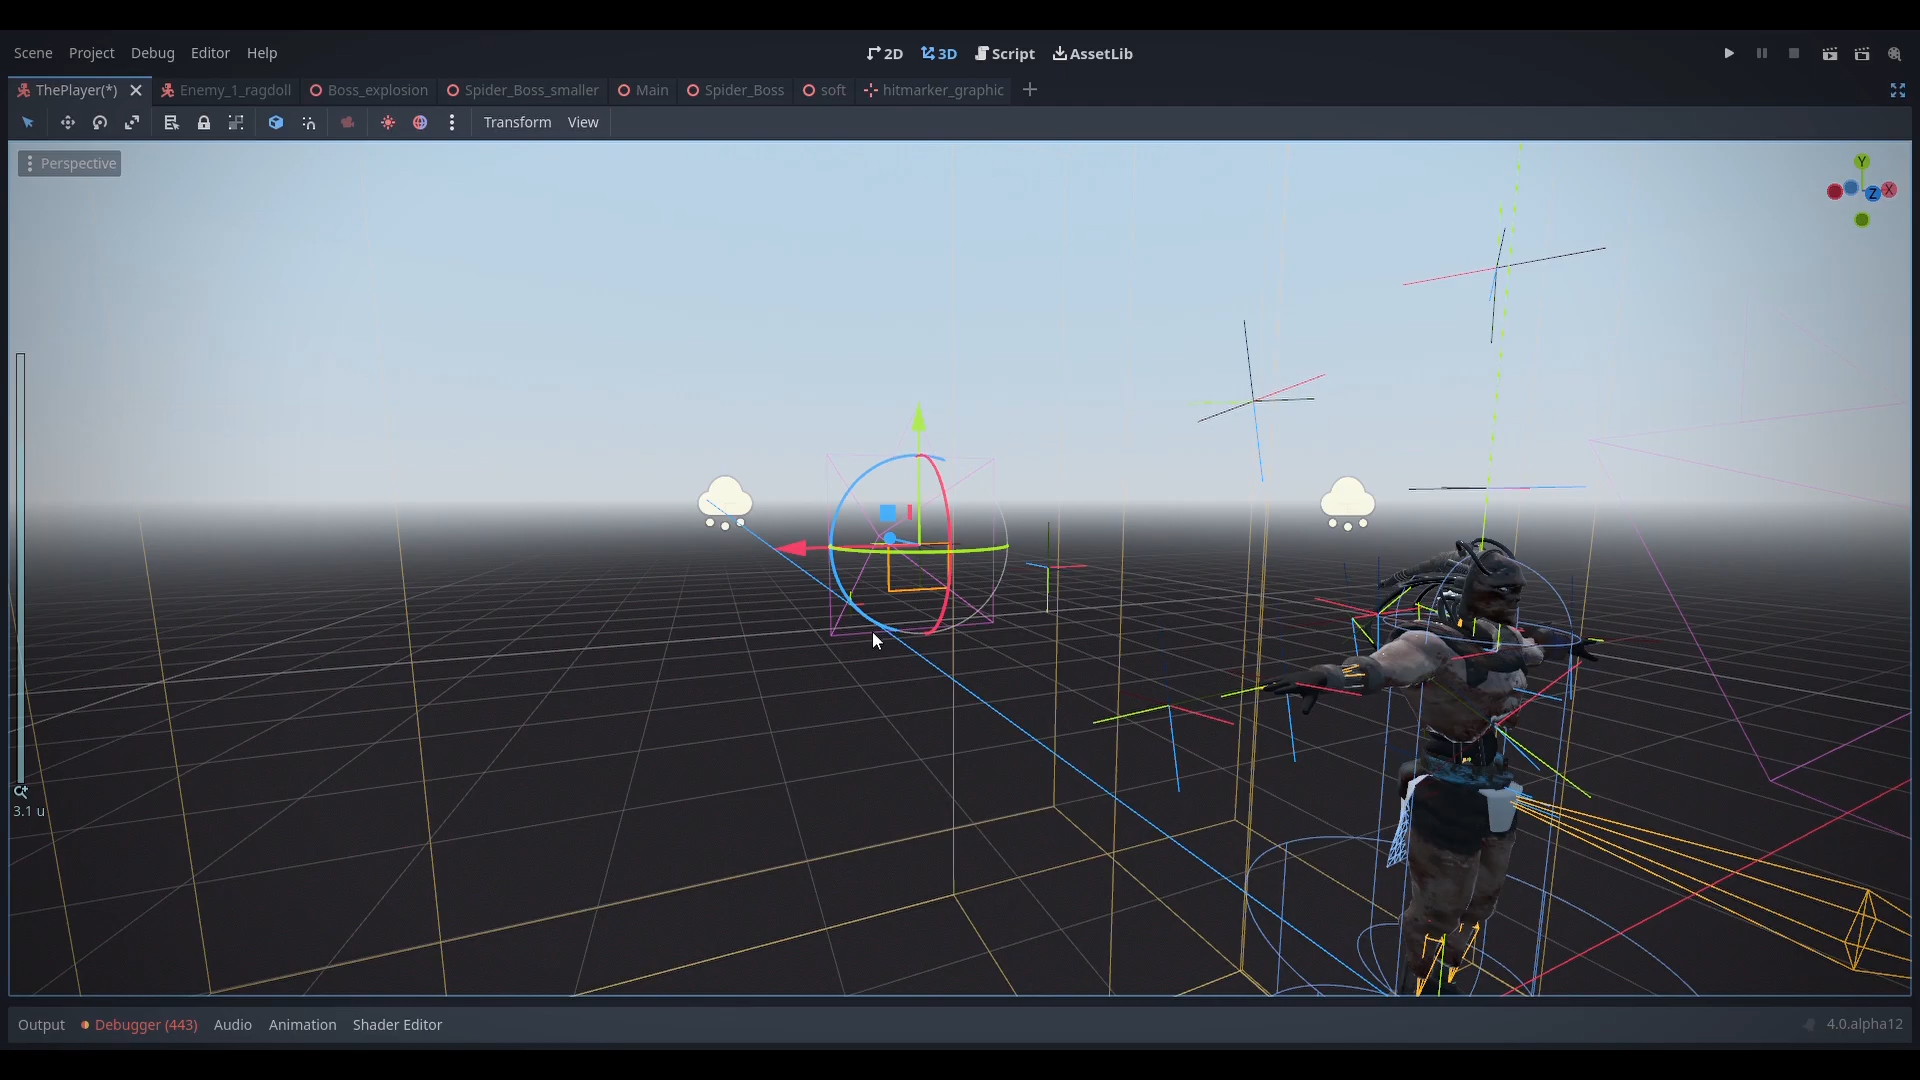 Scene Project Debug Editor Help 2D 3D Script AssetLib
ThePlayer(*) Enemy_1_ragdoll Boss_explosion Spider_Boss_smaller Main Spider_Boss soft hitmarker_graphic
Transform View
Perspective
Y
Z X
3.1 u
Output Debugger (443) Audio Animation Shader Editor 4.0.alpha12